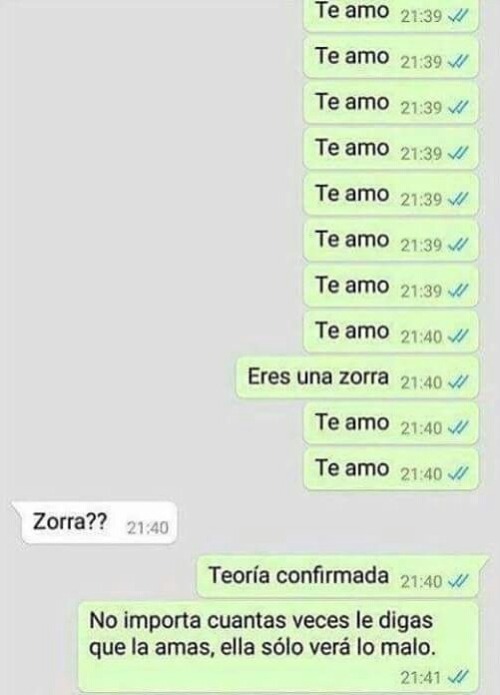 Te amo 21:39
Te amo 21:39
Te amo 21:39
Te amo 21:39
Te amo 21:39
Te amo 21:39
Te amo 21:39
Te amo 21:40
Eres una zorra 21:40
Te amo 21:40
Te amo 21:40
Zorra?? 21:40
Teoría confirmada 21:40
No importa cuantas veces le digas
que la amas, ella sólo verá lo malo.
21:41